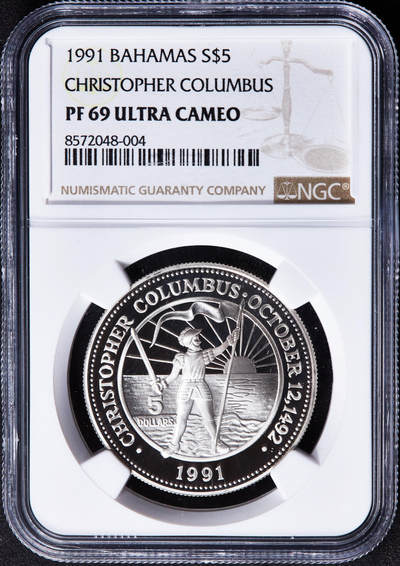 1991 BAHAMAS S$5
CHRISTOPHER COLUMBUS
PF 69 ULTRA CAMEO
8572048-004
NUMISMATIC GUARANTY COMPANY
NGC
CHRISTOPHER COLUMBUS·OCTOBER 12,1492
5
DOLLARS
·1991·